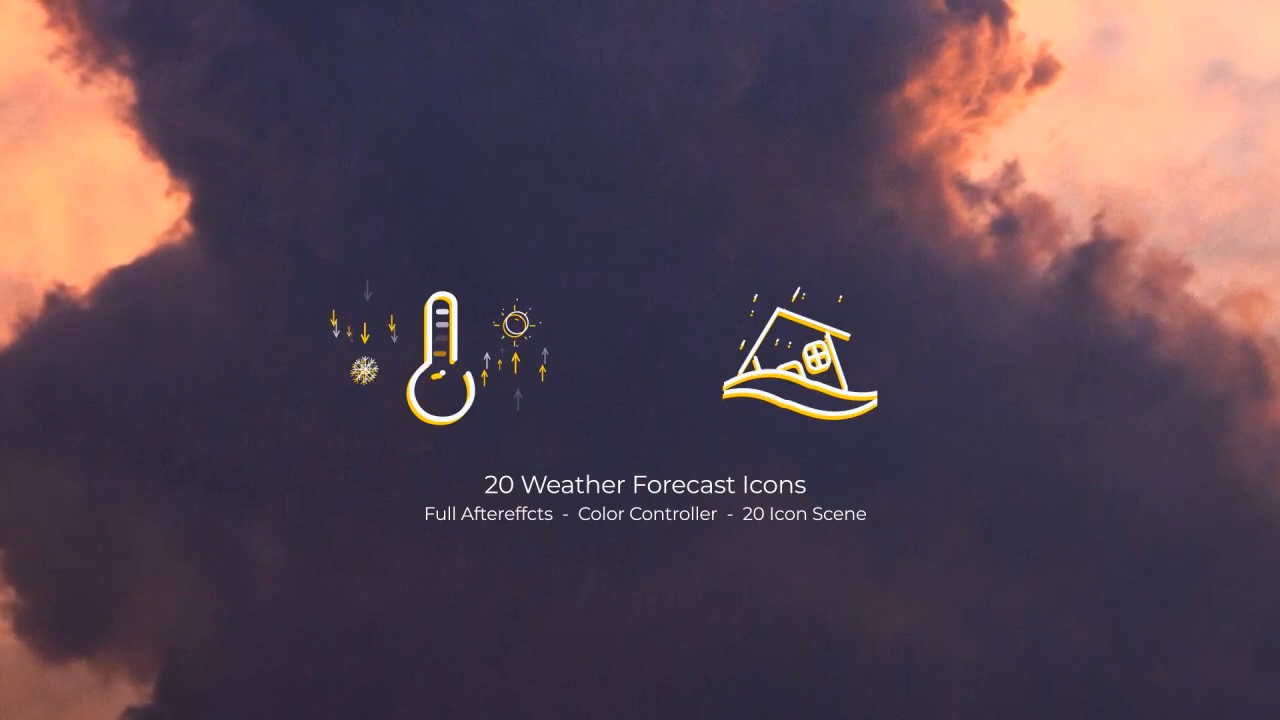 20 Weather Forecast Icons
Full Aftereffcts - Color Controller - 20 Icon Scene